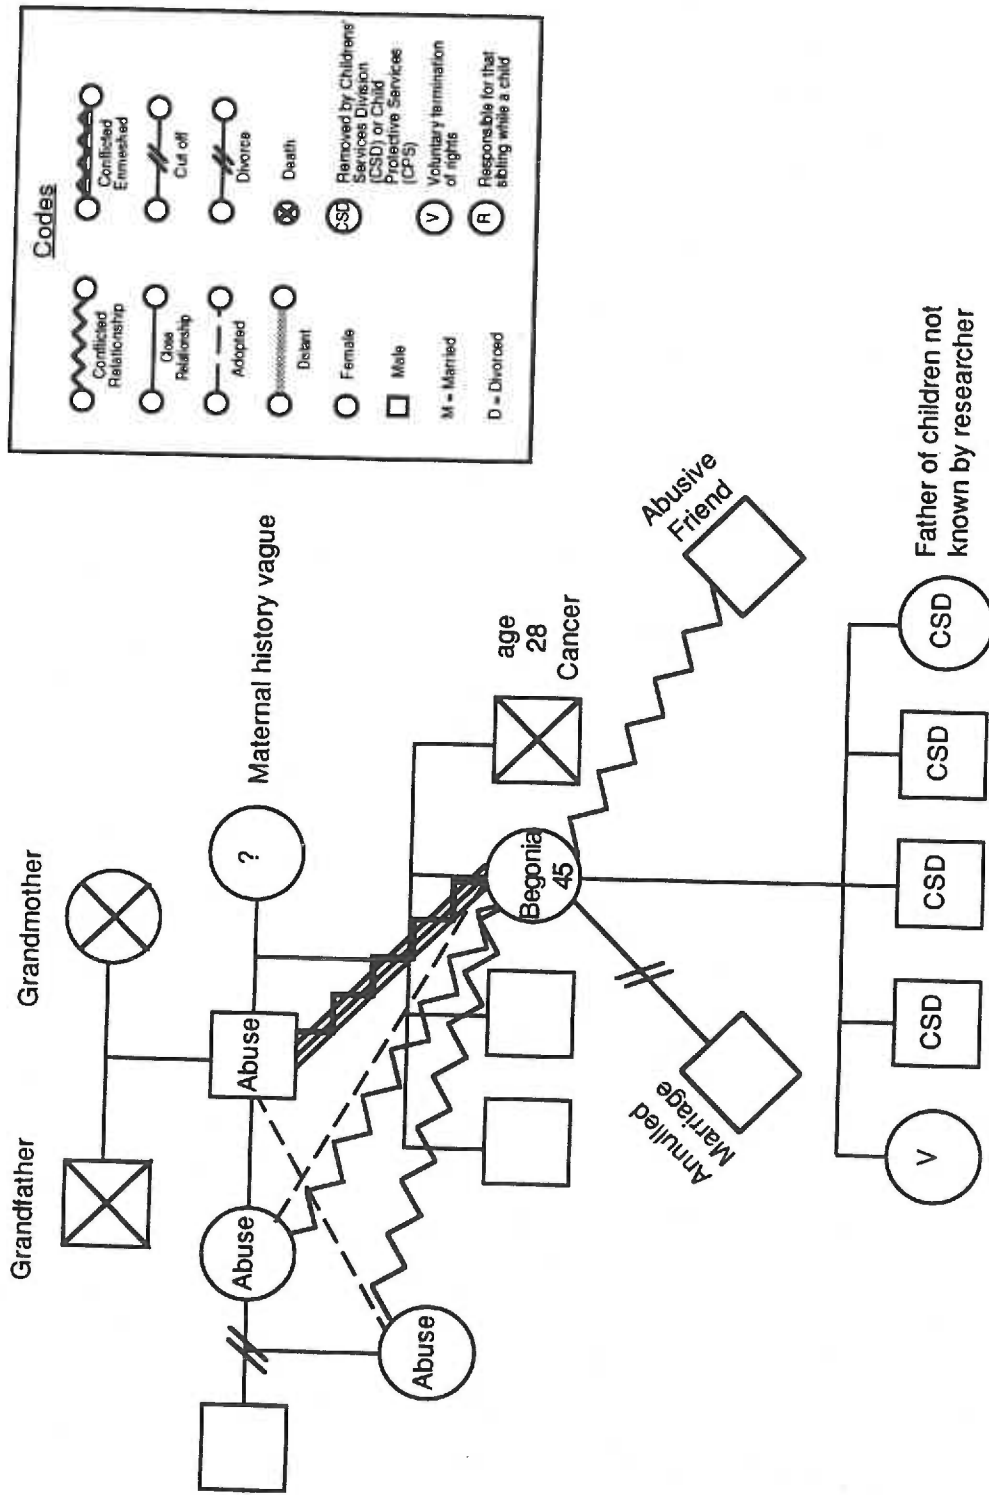 Codes
Conflicted
Relationship
Conflicted
Enmeshed
Close
Relationship
Cut off
Adopted
Divorce
Distant
Death
Female
CSD
Removed by Childrens'
Services Division
(CSD) or Child
Protective Services
(CPS)
Male
M = Married
V
Voluntary termination
of rights
D = Divorced
R
Responsible for that
sibling while a child
Grandfather
Grandmother
Abuse
Abuse
?
Maternal history vague
Abuse
Begonia
45
age
28
Cancer
Annulled
Marriage
Abusive
Friend
V
CSD
CSD
CSD
CSD
Father of children not
known by researcher